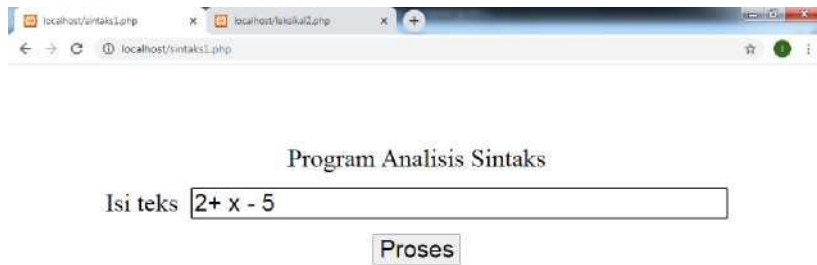 localhost/sintaks1.php
localhost/leksikal2.php
localhost/sintaks1.php
Program Analisis Sintaks
Isi teks 2+ x - 5
Proses